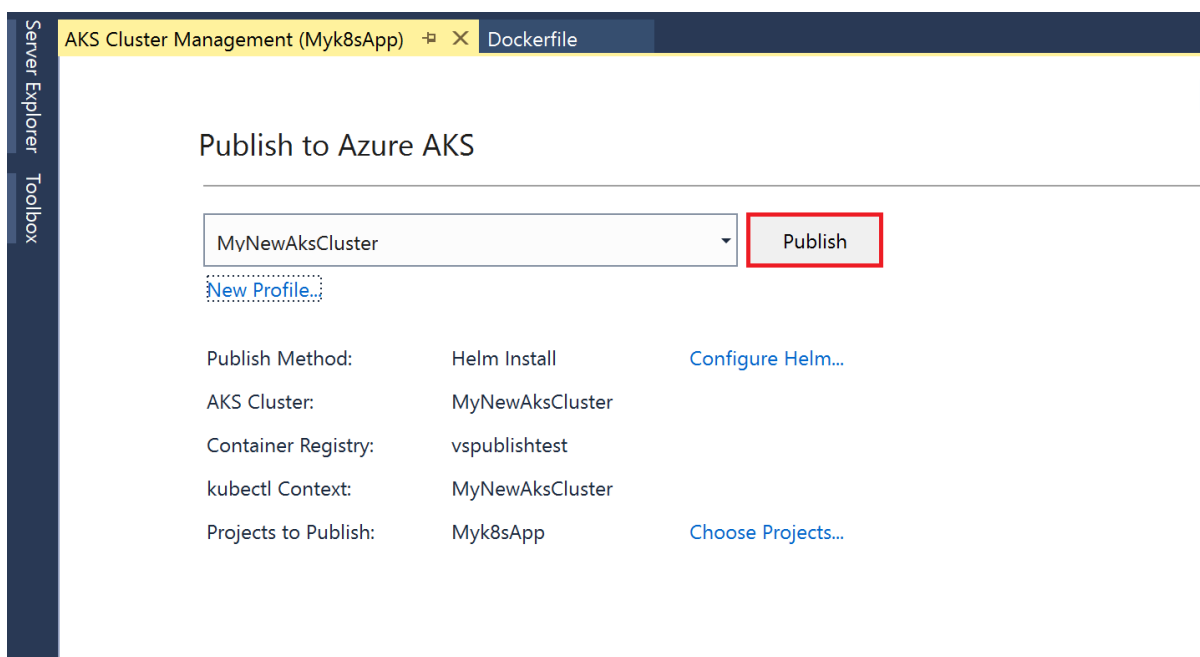 Server Explorer
Toolbox
AKS Cluster Management (Myk8sApp) Dockerfile
Publish to Azure AKS
MyNewAksCluster Publish
New Profile...
Publish Method: Helm Install Configure Helm...
AKS Cluster: MyNewAksCluster
Container Registry: vspublishtest
kubectl Context: MyNewAksCluster
Projects to Publish: Myk8sApp Choose Projects...